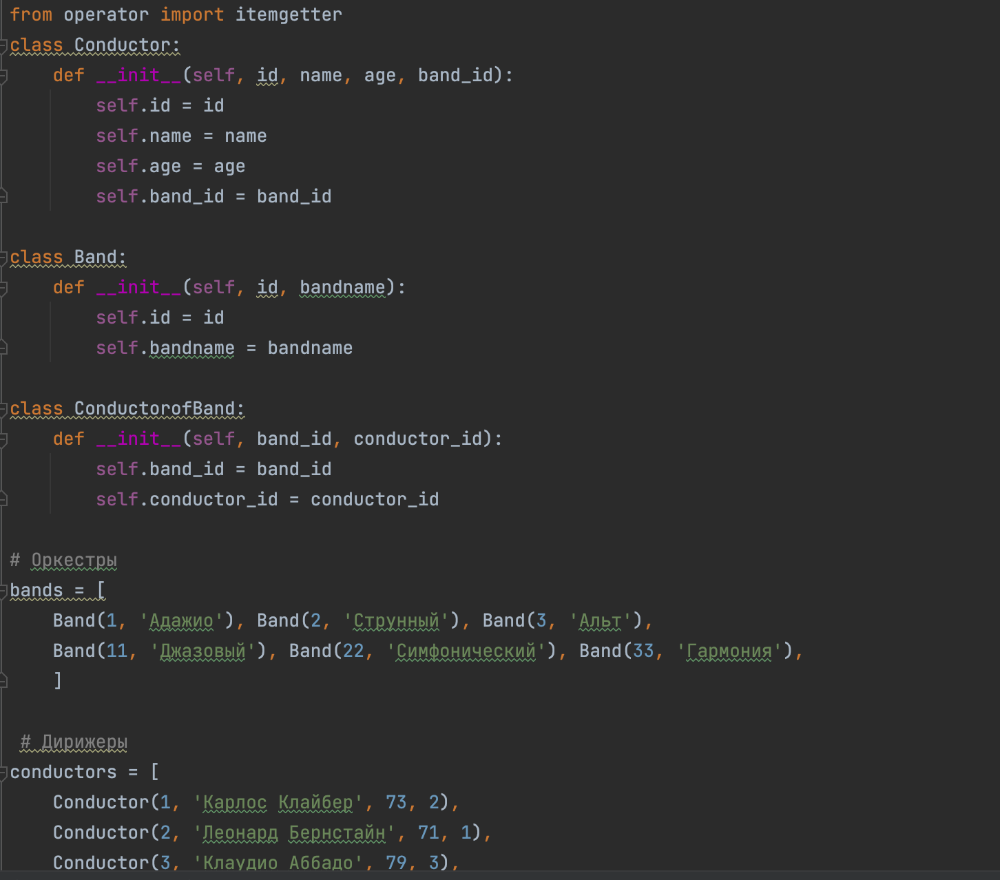 from operator import itemgetter
class Conductor:
    def __init__(self, id, name, age, band_id):
        self.id = id
        self.name = name
        self.age = age
        self.band_id = band_id

class Band:
    def __init__(self, id, bandname):
        self.id = id
        self.bandname = bandname

class ConductorofBand:
    def __init__(self, band_id, conductor_id):
        self.band_id = band_id
        self.conductor_id = conductor_id

# Оркестры
bands = [
    Band(1, 'Адажио'), Band(2, 'Струнный'), Band(3, 'Альт'),
    Band(11, 'Джазовый'), Band(22, 'Симфонический'), Band(33, 'Гармония'),
    ]

 # Дирижеры
conductors = [
    Conductor(1, 'Карлос Клайбер', 73, 2),
    Conductor(2, 'Леонард Бернстайн', 71, 1),
    Conductor(3, 'Клаудио Аббадо', 79, 3),